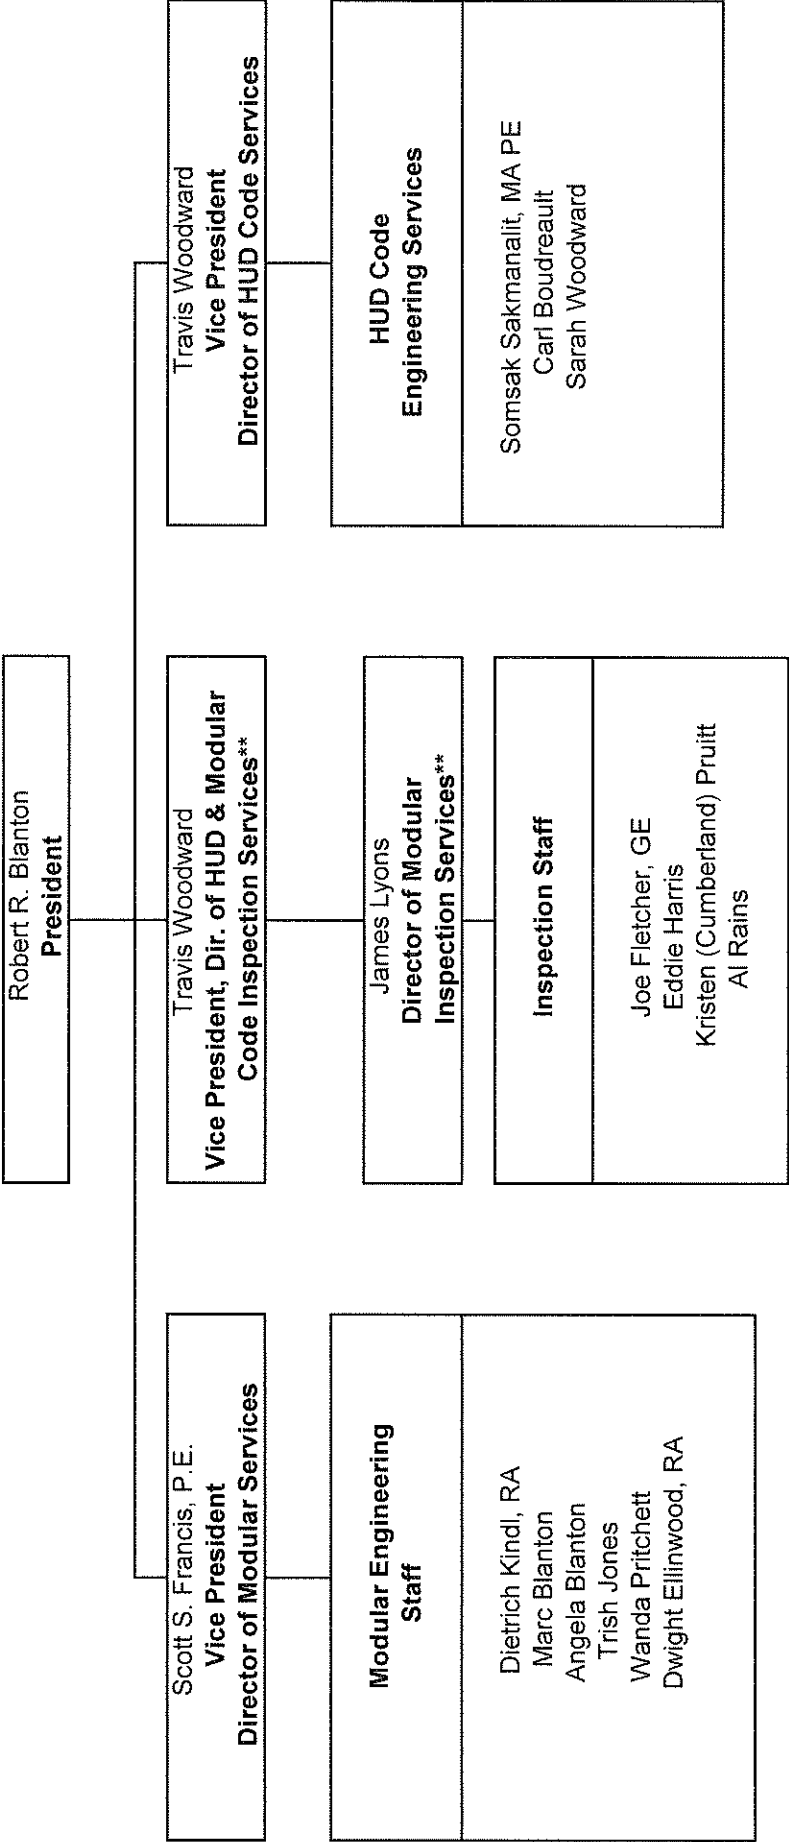 Robert R. Blanton
President
Scott S. Francis, P.E.
Vice President
Director of Modular Services
Modular Engineering
Staff
Dietrich Kindl, RA
Marc Blanton
Angela Blanton
Trish Jones
Wanda Pritchett
Dwight Ellinwood, RA
Travis Woodward
Vice President, Dir. of HUD & Modular
Code Inspection Services**
James Lyons
Director of Modular
Inspection Services**
Inspection Staff
Joe Fletcher, GE
Eddie Harris
Kristen (Cumberland) Pruitt
Al Rains
Travis Woodward
Vice President
Director of HUD Code Services
HUD Code
Engineering Services
Somsak Sakmanalit, MA PE
Carl Boudreault
Sarah Woodward